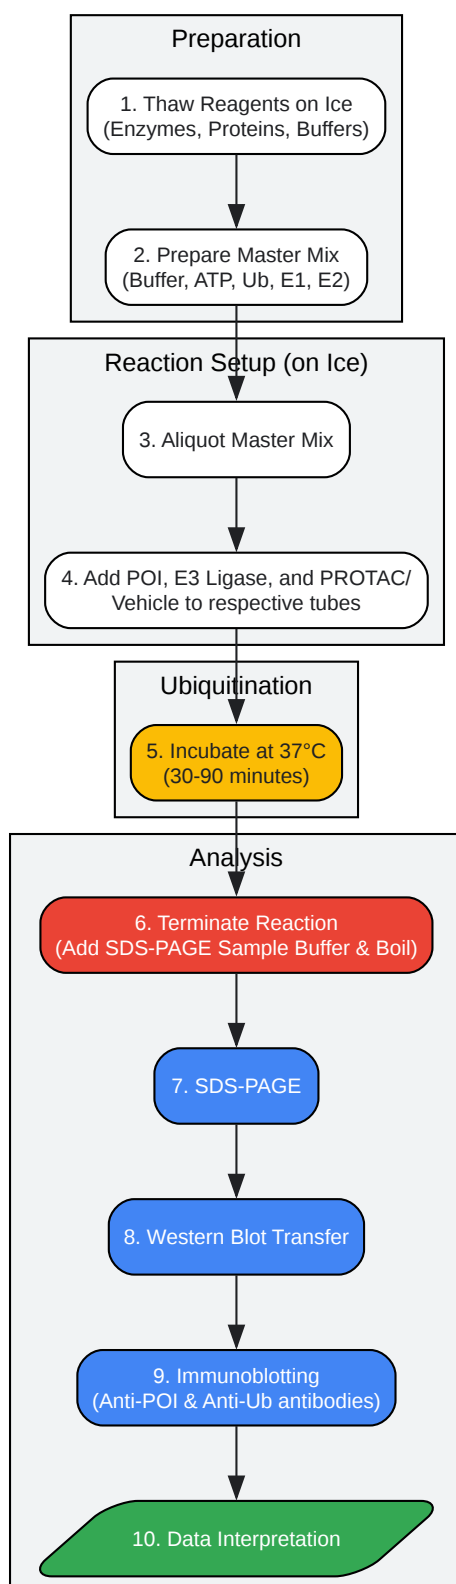 Preparation
1. Thaw Reagents on Ice
(Enzymes, Proteins, Buffers)
2. Prepare Master Mix
(Buffer, ATP, Ub, E1, E2)
Reaction Setup (on Ice)
3. Aliquot Master Mix
4. Add POI, E3 Ligase, and PROTAC/
Vehicle to respective tubes
Ubiquitination
5. Incubate at 37°C
(30-90 minutes)
Analysis
6. Terminate Reaction
(Add SDS-PAGE Sample Buffer & Boil)
7. SDS-PAGE
8. Western Blot Transfer
9. Immunoblotting
(Anti-POI & Anti-Ub antibodies)
10. Data Interpretation